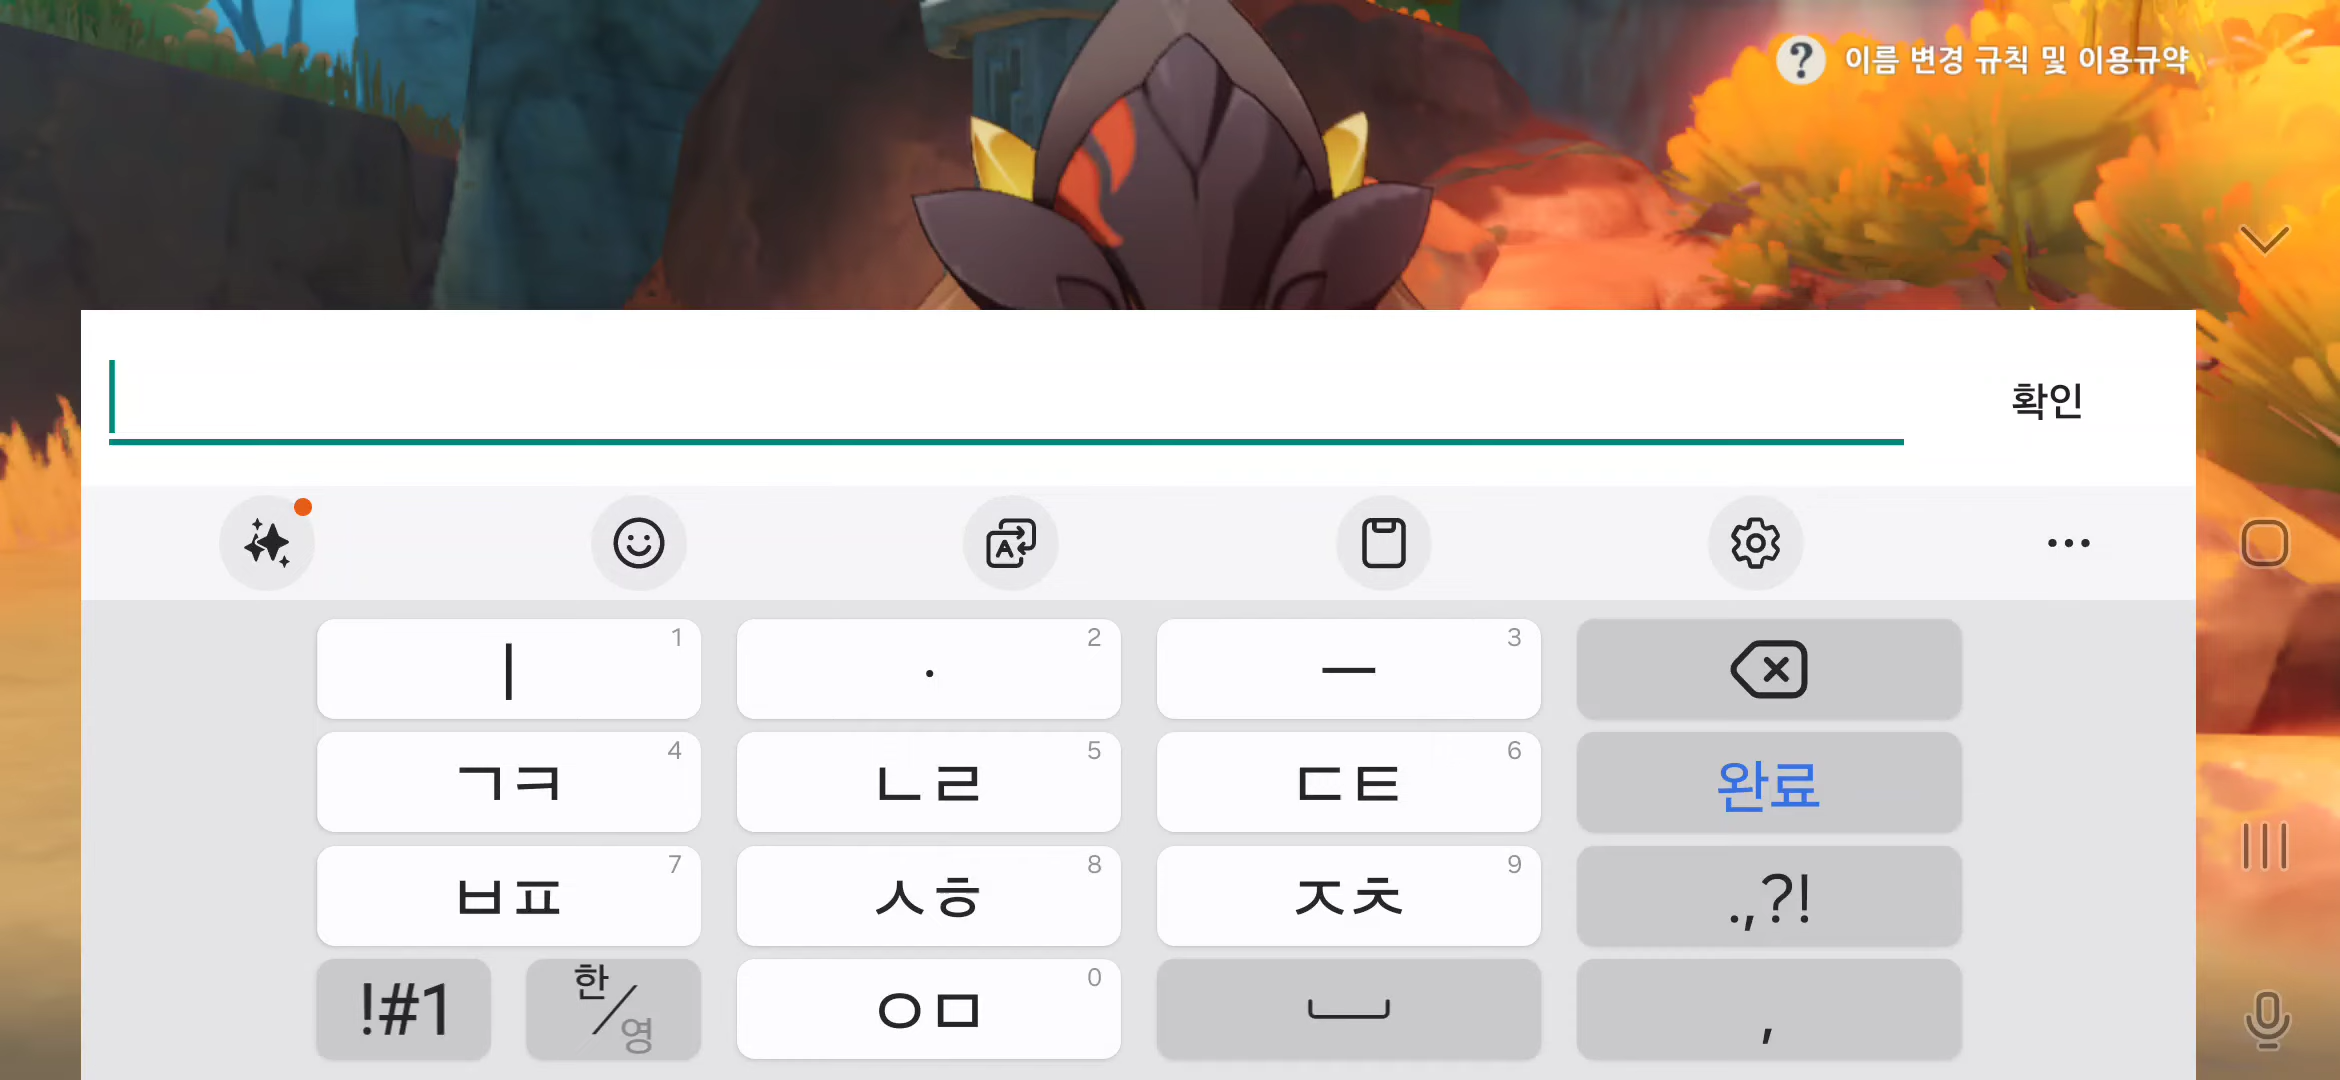 ? 이름 변경 규칙 및 이용규약
확인
ㅣ 1
· 2
ㅡ 3
ㄱㅋ 4
ㄴㄹ 5
ㄷㅌ 6
완료
ㅂㅍ 7
ㅅㅎ 8
ㅈㅊ 9
.,?!
!#1
한/영
ㅇㅁ 0
,